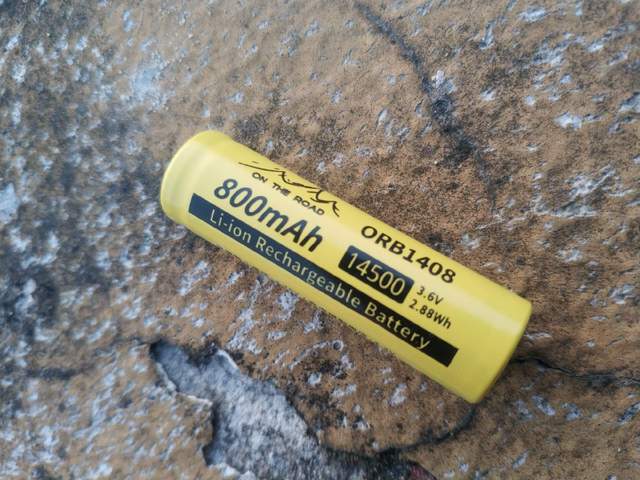 ON THE ROAD
800mAh
ORB1408
14500
3.6V
2.88Wh
Li-ion Rechargeable Battery